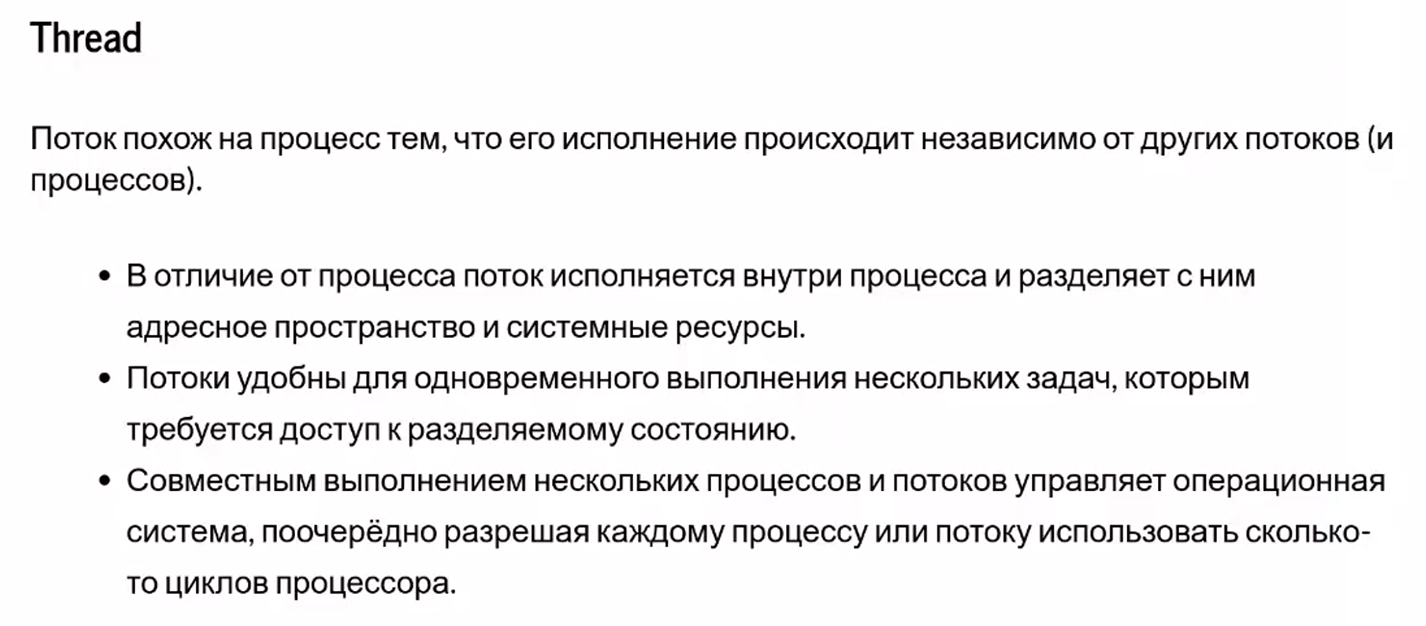 Thread
Поток похож на процесс тем, что его исполнение происходит независимо от других потоков (и
процессов).
• В отличие от процесса поток исполняется внутри процесса и разделяет с ним
адресное пространство и системные ресурсы.
• Потоки удобны для одновременного выполнения нескольких задач, которым
требуется доступ к разделяемому состоянию.
• Совместным выполнением нескольких процессов и потоков управляет операционная
система, поочерёдно разрешая каждому процессу или потоку использовать сколько-
то циклов процессора.